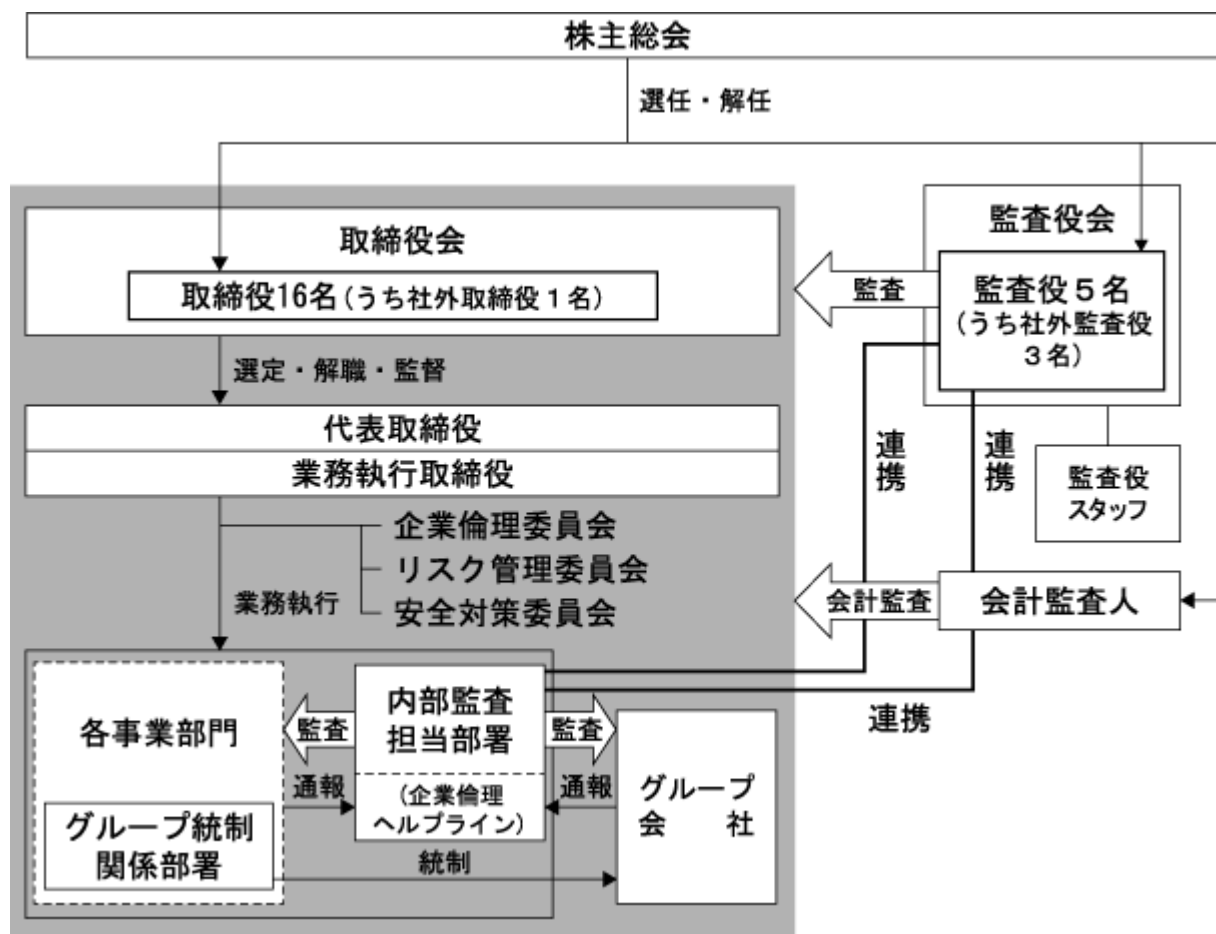 株主総会
選任・解任
取締役会
取締役16名(うち社外取締役1名)
選定・解職・監督
代表取締役
業務執行取締役
企業倫理委員会
リスク管理委員会
安全対策委員会
業務執行
監査役会
監査役5名
(うち社外監査役
3名)
監査
連携
連携
監査役
スタッフ
会計監査
会計監査人
連携
各事業部門
グループ統制
関係部署
監査
内部監査
担当部署
監査
通報
(企業倫理
ヘルプライン)
通報
グループ
会 社
統制